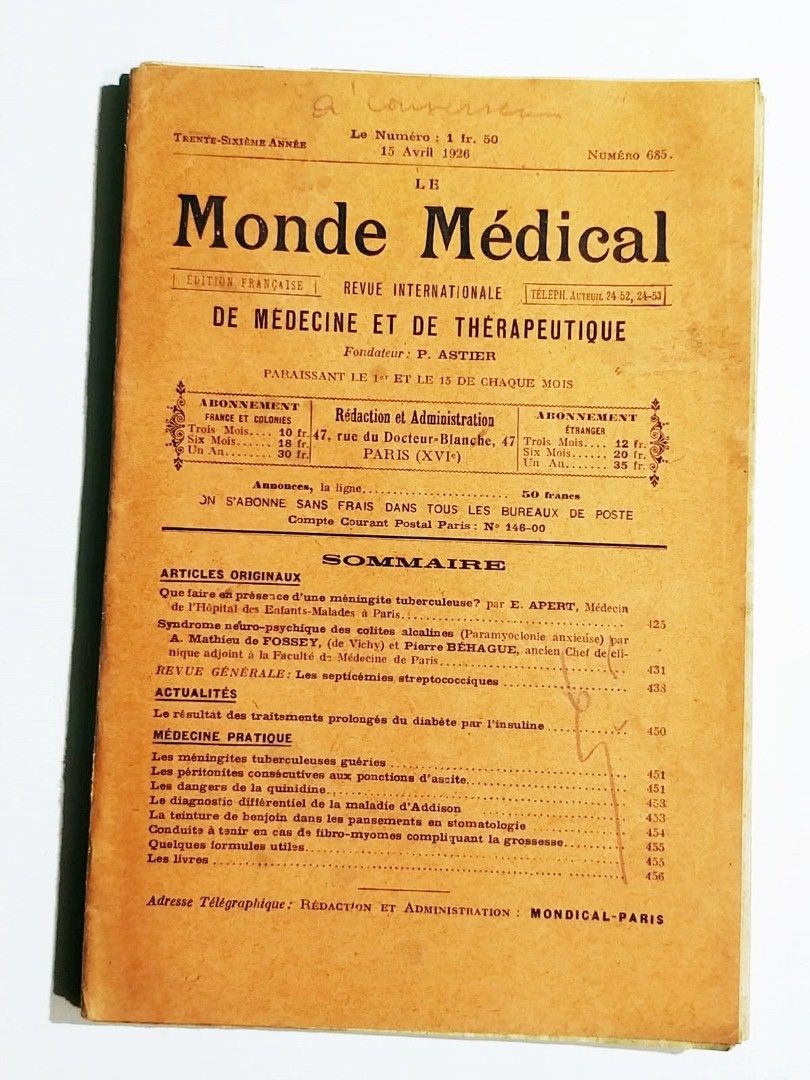 a conserver
TRENTE-SIXIÈME ANNÉE
Le Numéro : 1 fr. 50
15 Avril 1926
NUMÉRO 685.
LE
Monde Médical
EDITION FRANÇAISE
REVUE INTERNATIONALE
TÉLÉPH. AUTEUIL 24-52, 24-53
DE MÉDECINE ET DE THÉRAPEUTIQUE
Fondateur : P. ASTIER
PARAISSANT LE 1er ET LE 15 DE CHAQUE MOIS
ABONNEMENT
FRANCE ET COLONIES
Trois Mois.... 10 fr.
Six Mois..... 18 fr.
Un An........ 30 fr.
Rédaction et Administration
47, rue du Docteur-Blanche, 47
PARIS (XVIe)
ABONNEMENT
ÉTRANGER
Trois Mois.... 12 fr.
Six Mois..... 20 fr.
Un An....... 35 fr.
Annonces, la ligne........................ 50 francs
ON S'ABONNE SANS FRAIS DANS TOUS LES BUREAUX DE POSTE
Compte Courant Postal Paris : No 146-00
SOMMAIRE
ARTICLES ORIGINAUX
Que faire en présence d'une méningite tuberculeuse? par E. APERT, Médecin
de l'Hôpital des Enfants-Malades à Paris. 425
Syndrome neuro-psychique des colites alcalines (Paramyoclonie anxieuse) par
A. Mathieu de FOSSEY, (de Vichy) et Pierre BÉHAGUE, ancien Chef de cli-
nique adjoint à la Faculté de Médecine de Paris 431
REVUE GÉNÉRALE : Les septicémies streptococciques 438
ACTUALITÉS
Le résultat des traitements prolongés du diabète par l'insuline 450
MÉDECINE PRATIQUE
Les méningites tuberculeuses guéries 451
Les péritonites consécutives aux ponctions d'ascite 451
Les dangers de la quinidine 453
Le diagnostic différentiel de la maladie d'Addison 453
La teinture de benjoin dans les pansements en stomatologie 454
Conduite à tenir en cas de fibro-myomes compliquant la grossesse 455
Quelques formules utiles 455
Les livres 456
Adresse Télégraphique : RÉDACTION ET ADMINISTRATION : MONDICAL-PARIS